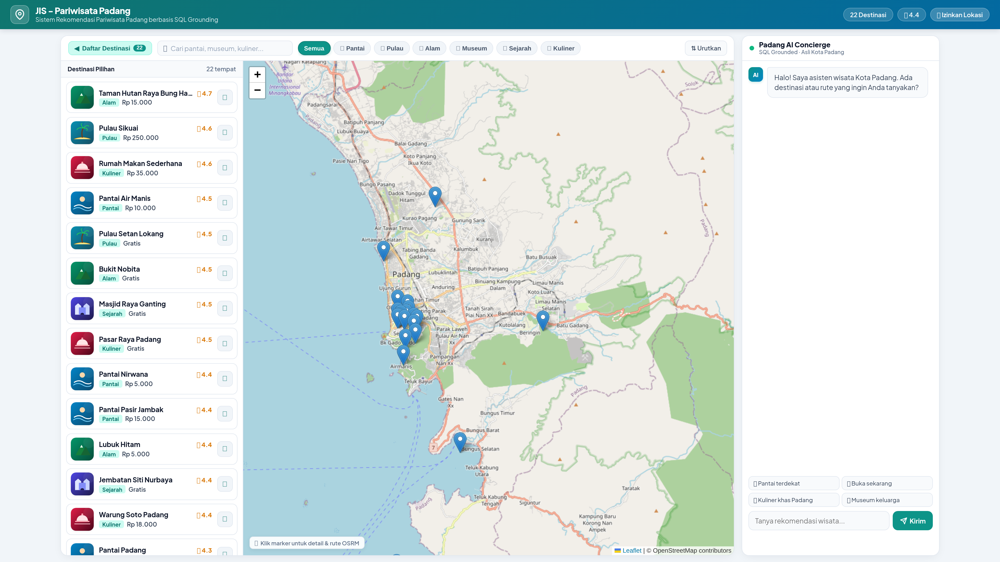 JIS – Pariwisata Padang
Sistem Rekomendasi Pariwisata Padang berbasis SQL Grounding
22 Destinasi
4.4
Izinkan Lokasi
◀ Daftar Destinasi 22
Cari pantai, museum, kuliner...
Semua
Pantai
Pulau
Alam
Museum
Sejarah
Kuliner
⇅ Urutkan
Destinasi Pilihan
22 tempat
Taman Hutan Raya Bung Ha...
4.7
Alam Rp 15.000
Pulau Sikuai
4.6
Pulau Rp 250.000
Rumah Makan Sederhana
4.6
Kuliner Rp 35.000
Pantai Air Manis
4.5
Pantai Rp 10.000
Pulau Setan Lokang
4.5
Pulau Gratis
Bukit Nobita
4.5
Alam Gratis
Masjid Raya Ganting
4.5
Sejarah Gratis
Pasar Raya Padang
4.5
Kuliner Gratis
Pantai Nirwana
4.4
Pantai Rp 5.000
Pantai Pasir Jambak
4.4
Pantai Rp 15.000
Lubuk Hitam
4.4
Alam Rp 5.000
Jembatan Siti Nurbaya
4.4
Sejarah Gratis
Warung Soto Padang
4.4
Kuliner Rp 18.000
Pantai Padang
4.3
+
−
Nagari Kataping
Bandar
Udara
Internasional
Minangkabau
Solok
Padangsarai
Padang
Batipuh Panjang
Lubuk Buaya
Balai Gadang
Koto Panjang
Ikua Koto
Pasie Nan Tigo
Bungo Pasang
Dadok Tunggul
Hitam
Kurao Pagang
Gunung Sarik
Air Tawar Timur
Padang
Airtawar Selatan
Kuranji
Tabing Banda
Gadang
Kalumbuk
Batu Busuak
Batipuh Panjang
Padang
Lubuklintah
Binuang Kampung
Dalam
Limau Manis
Ujung Gurun
Anduring
Koto Luar
Limau Manis
Selatan
Tanah Sirah
Piai Nan XX
Bandabuek
Kutolalang
Batu Gadang
Beringin
Parak Laweh
Pulau Air Nan
Xx
Bk Gado
Pampangan
Nan Xx
Airmanis
Teluk Bayur
Padang
Gates Nan
Xx
Bungus Timur
Bungus Barat
7
Bungus Selatan
Teluk Kabung
Utara
Taratak
Teluk Kabung
Tengah
Siguntur
Padang
Kampung Baru
Korong Nan
Ampek
Klik marker untuk detail & rute OSRM
Leaflet | © OpenStreetMap contributors
Padang AI Concierge
SQL Grounded · Asli Kota Padang
AI
Halo! Saya asisten wisata Kota Padang. Ada
destinasi atau rute yang ingin Anda tanyakan?
Pantai terdekat
Buka sekarang
Kuliner khas Padang
Museum keluarga
Tanya rekomendasi wisata...
Kirim